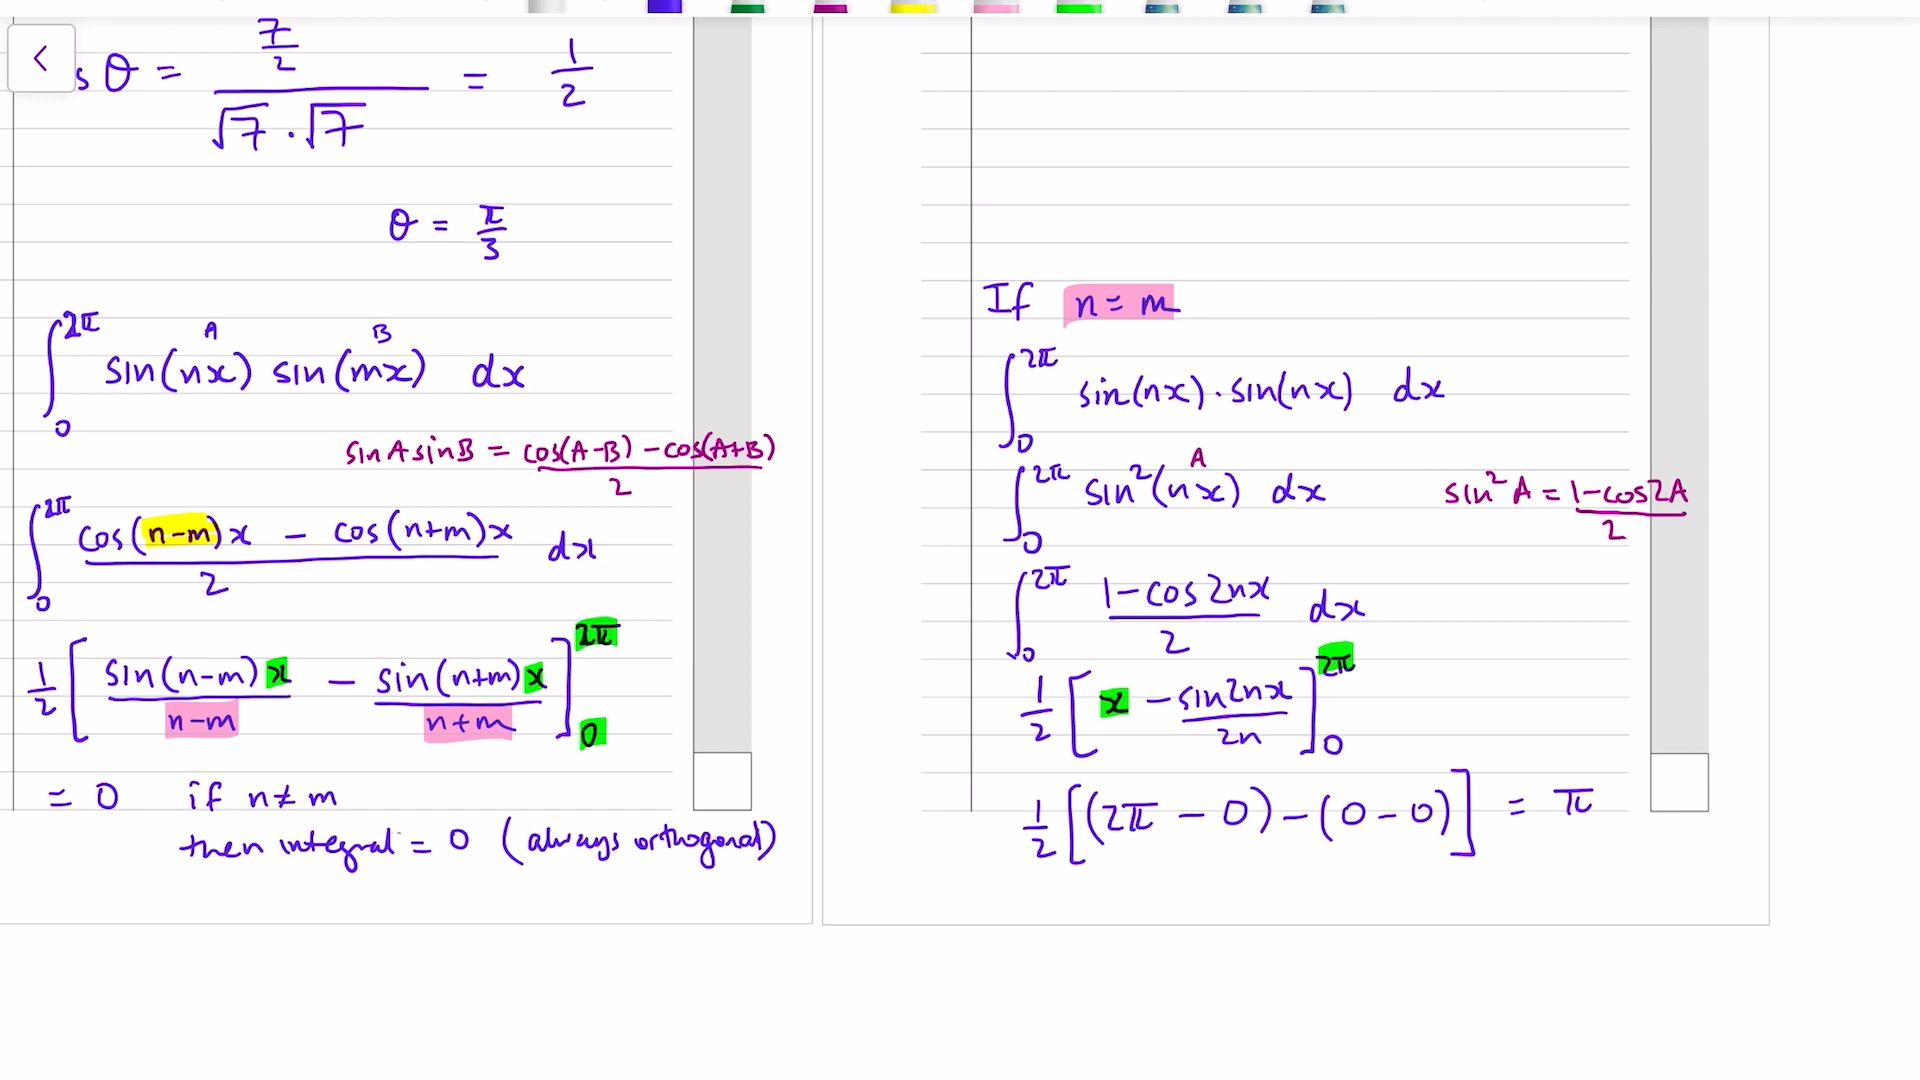 s θ = 7/2 / √7 · √7 = 1/2
θ = π/3
∫₀^2π sin(nx) sin(mx) dx
A B
sinA sinB = cos(A-B) - cos(A+B) / 2
∫₀^2π cos(n-m)x - cos(n+m)x / 2 dx
1/2 [ sin(n-m)x / n-m - sin(n+m)x / n+m ]₀^2π
= 0 if n ≠ m
then integral = 0 (always orthogonal)
If n = m
∫₀^2π sin(nx) · sin(nx) dx
A
∫₀^2π sin²(nx) dx sin²A = 1-cos2A / 2
∫₀^2π 1-cos2nx / 2 dx
1/2 [ x - sin2nx / 2n ]₀^2π
1/2 [(2π - 0) - (0 - 0)] = π